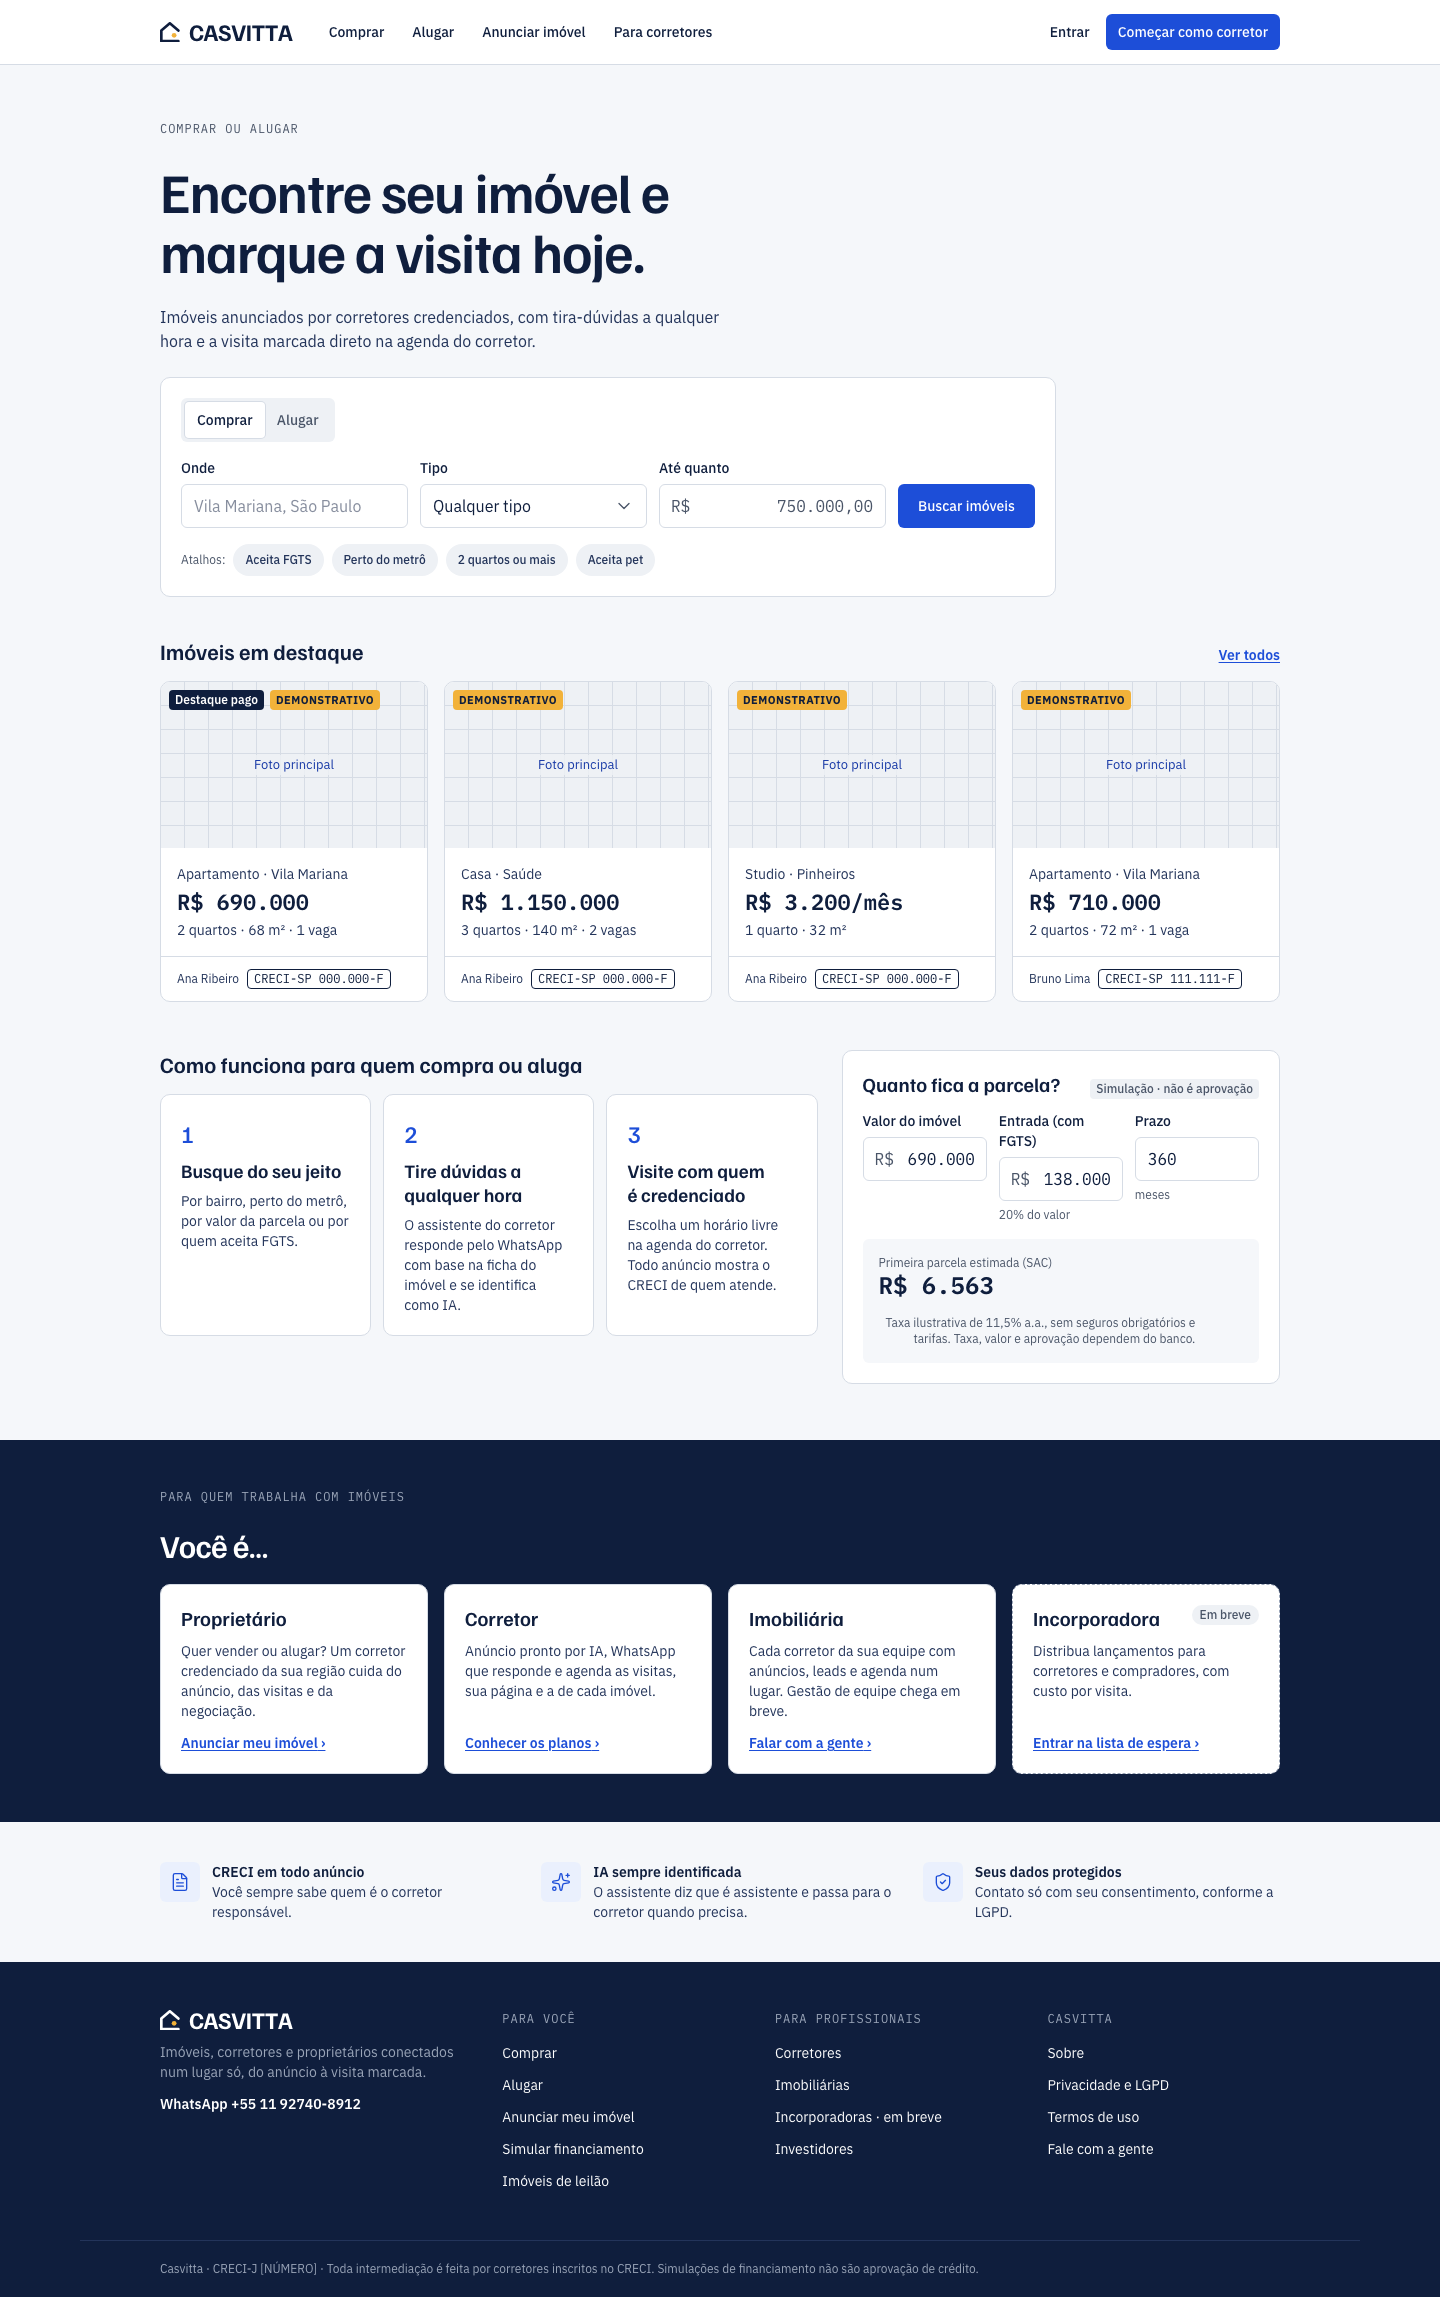 CASVITTA
Comprar
Alugar
Anunciar imóvel
Para corretores
Entrar
Começar como corretor
COMPRAR OU ALUGAR
Encontre seu imóvel e
marque a visita hoje.
Imóveis anunciados por corretores credenciados, com tira-dúvidas a qualquer
hora e a visita marcada direto na agenda do corretor.
Comprar
Alugar
Onde
Vila Mariana, São Paulo
Tipo
Qualquer tipo
Até quanto
R$ 750.000,00
Buscar imóveis
Atalhos:
Aceita FGTS
Perto do metrô
2 quartos ou mais
Aceita pet
Imóveis em destaque
Ver todos
Destaque pago
DEMONSTRATIVO
Foto principal
Apartamento · Vila Mariana
R$ 690.000
2 quartos · 68 m² · 1 vaga
Ana Ribeiro
CRECI-SP 000.000-F
DEMONSTRATIVO
Foto principal
Casa · Saúde
R$ 1.150.000
3 quartos · 140 m² · 2 vagas
Ana Ribeiro
CRECI-SP 000.000-F
DEMONSTRATIVO
Foto principal
Studio · Pinheiros
R$ 3.200/mês
1 quarto · 32 m²
Ana Ribeiro
CRECI-SP 000.000-F
DEMONSTRATIVO
Foto principal
Apartamento · Vila Mariana
R$ 710.000
2 quartos · 72 m² · 1 vaga
Bruno Lima
CRECI-SP 111.111-F
Como funciona para quem compra ou aluga
1
Busque do seu jeito
Por bairro, perto do metrô,
por valor da parcela ou por
quem aceita FGTS.
2
Tire dúvidas a
qualquer hora
O assistente do corretor
responde pelo WhatsApp
com base na ficha do
imóvel e se identifica
como IA.
3
Visite com quem
é credenciado
Escolha um horário livre
na agenda do corretor.
Todo anúncio mostra o
CRECI de quem atende.
Quanto fica a parcela?
Simulação · não é aprovação
Valor do imóvel
R$ 690.000
Entrada (com
FGTS)
R$ 138.000
20% do valor
Prazo
360
meses
Primeira parcela estimada (SAC)
R$ 6.563
Taxa ilustrativa de 11,5% a.a., sem seguros obrigatórios e
tarifas. Taxa, valor e aprovação dependem do banco.
PARA QUEM TRABALHA COM IMÓVEIS
Você é...
Proprietário
Quer vender ou alugar? Um corretor
credenciado da sua região cuida do
anúncio, das visitas e da
negociação.
Anunciar meu imóvel ›
Corretor
Anúncio pronto por IA, WhatsApp
que responde e agenda as visitas,
sua página e a de cada imóvel.
Conhecer os planos ›
Imobiliária
Cada corretor da sua equipe com
anúncios, leads e agenda num
lugar. Gestão de equipe chega em
breve.
Falar com a gente ›
Incorporadora
Em breve
Distribua lançamentos para
corretores e compradores, com
custo por visita.
Entrar na lista de espera ›
CRECI em todo anúncio
Você sempre sabe quem é o corretor
responsável.
IA sempre identificada
O assistente diz que é assistente e passa para o
corretor quando precisa.
Seus dados protegidos
Contato só com seu consentimento, conforme a
LGPD.
CASVITTA
Imóveis, corretores e proprietários conectados
num lugar só, do anúncio à visita marcada.
WhatsApp +55 11 92740-8912
PARA VOCÊ
Comprar
Alugar
Anunciar meu imóvel
Simular financiamento
Imóveis de leilão
PARA PROFISSIONAIS
Corretores
Imobiliárias
Incorporadoras · em breve
Investidores
CASVITTA
Sobre
Privacidade e LGPD
Termos de uso
Fale com a gente
Casvitta · CRECI-J [NÚMERO] · Toda intermediação é feita por corretores inscritos no CRECI. Simulações de financiamento não são aprovação de crédito.